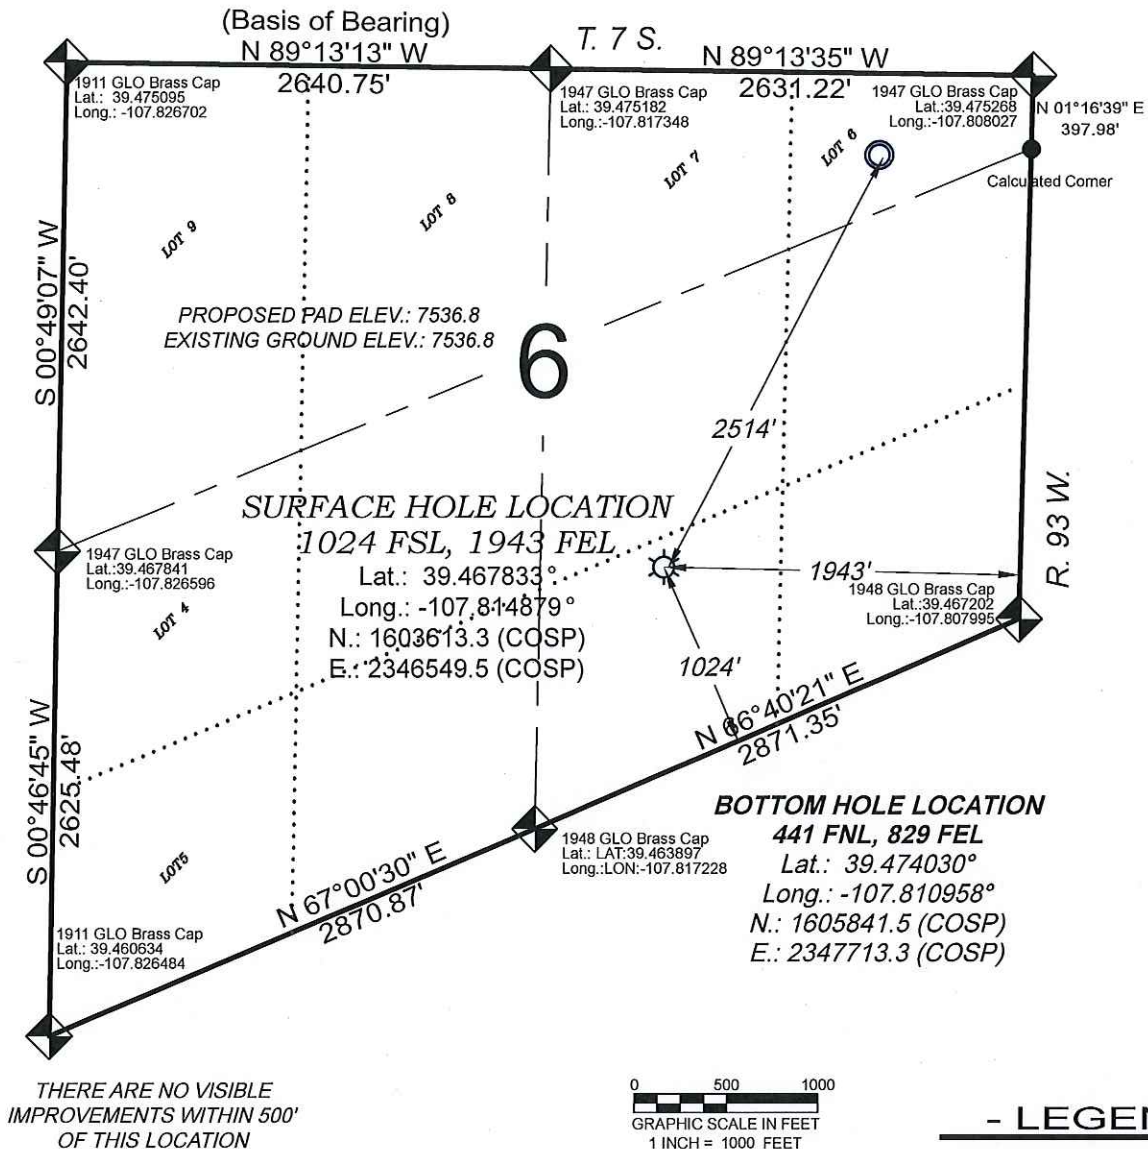 (Basis of Bearing)
T. 7 S.
N 89°13'13" W
2640.75'
N 89°13'35" W
2631.22'
1911 GLO Brass Cap
Lat.: 39.475095
Long.: -107.826702
1947 GLO Brass Cap
Lat.: 39.475182
Long.:-107.817348
1947 GLO Brass Cap
Lat.:39.475268
Long.:-107.808027
N 01°16'39" E
397.98'
Calculated Corner
LOT 9
LOT 8
LOT 7
LOT 6
S 00°49'07" W
2642.40'
PROPOSED PAD ELEV.: 7536.8
EXISTING GROUND ELEV.: 7536.8
6
2514'
R. 93 W.
SURFACE HOLE LOCATION
1024 FSL, 1943 FEL
Lat.: 39.467833°
Long.: -107.814879°
N.: 1603613.3 (COSP)
E.: 2346549.5 (COSP)
1947 GLO Brass Cap
Lat.:39.467841
Long.:-107.826596
LOT 4
1943'
1948 GLO Brass Cap
Lat.:39.467202
Long.:-107.807995
1024'
N 66°40'21" E
2871.35'
S 00°46'45" W
2625.48'
LOT5
1948 GLO Brass Cap
Lat.: LAT:39.463897
Long.:LON:-107.817228
BOTTOM HOLE LOCATION
441 FNL, 829 FEL
Lat.: 39.474030°
Long.: -107.810958°
N.: 1605841.5 (COSP)
E.: 2347713.3 (COSP)
N 67°00'30" E
2870.87'
1911 GLO Brass Cap
Lat.: 39.460634
Long.:-107.826484
THERE ARE NO VISIBLE
IMPROVEMENTS WITHIN 500'
OF THIS LOCATION
0 500 1000
GRAPHIC SCALE IN FEET
1 INCH = 1000 FEET
- LEGEN